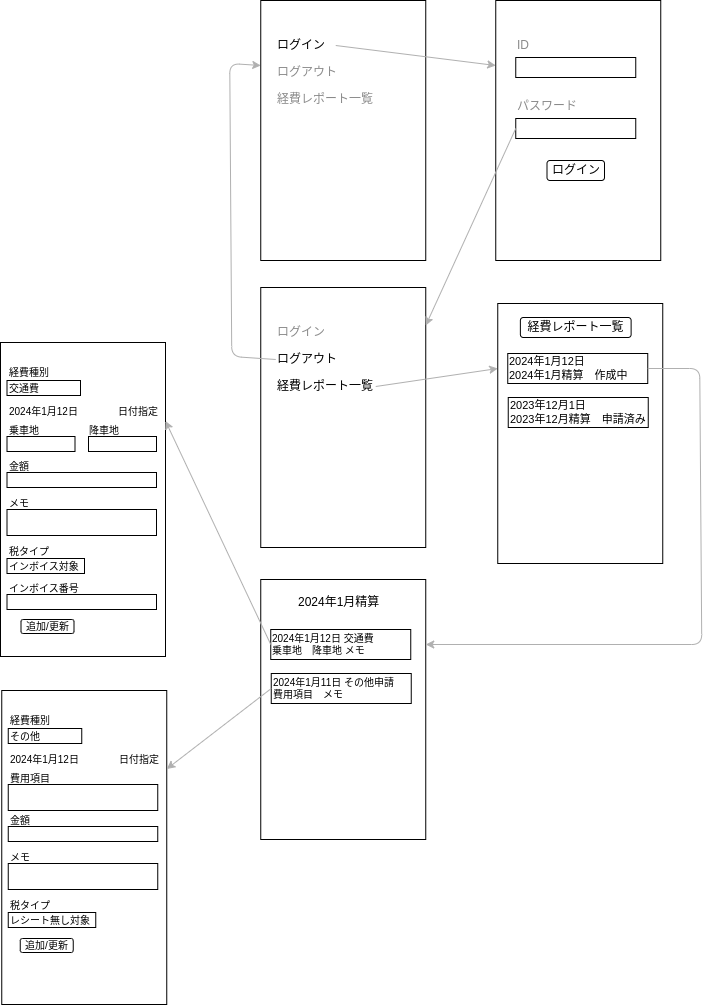 ログイン
ログアウト
経費レポート一覧
ID
パスワード
ログイン
ログイン
ログアウト
経費レポート一覧
経費レポート一覧
2024年1月12日
2024年1月精算　作成中
2023年12月1日
2023年12月精算　申請済み
経費種別
交通費
2024年1月12日 日付指定
乗車地 降車地
金額
メモ
税タイプ
インボイス対象
インボイス番号
追加/更新
2024年1月精算
2024年1月12日 交通費
乗車地　降車地 メモ
2024年1月11日 その他申請
費用項目　メモ
経費種別
その他
2024年1月12日 日付指定
費用項目
金額
メモ
税タイプ
レシート無し対象
追加/更新